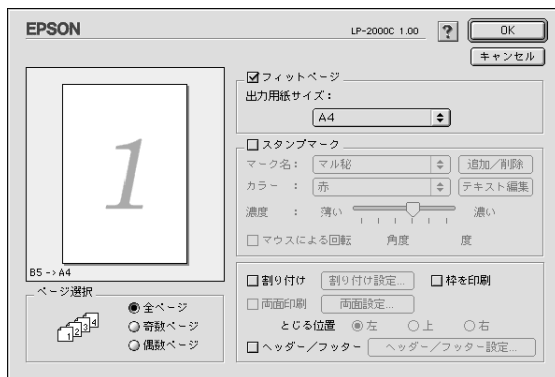 EPSON
LP-2000C 1.00
?
OK
キャンセル
1
B5 -> A4
ページ選択
1 2 3 4
全ページ
奇数ページ
偶数ページ
フィットページ
出力用紙サイズ：
A4
スタンプマーク
マーク名： マル秘 追加／削除
カラー ： 赤 テキスト編集
濃度 ： 薄い 濃い
マウスによる回転 角度 度
割り付け 割り付け設定... 枠を印刷
両面印刷 両面設定...
とじる位置 左 上 右
ヘッダー／フッター ヘッダー／フッター設定...